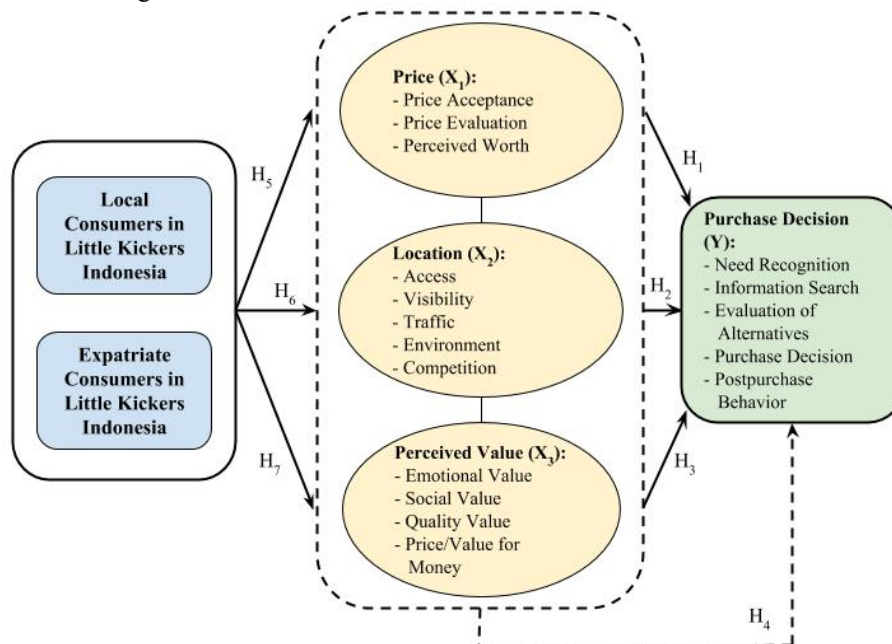 Price (X₁):
- Price Acceptance
- Price Evaluation
- Perceived Worth
H₅
H₁
Local
Consumers in
Little Kickers
Indonesia
Expatriate
Consumers in
Little Kickers
Indonesia
H₆
Location (X₂):
- Access
- Visibility
- Traffic
- Environment
- Competition
H₂
Purchase Decision
(Y):
- Need Recognition
- Information Search
- Evaluation of
Alternatives
- Purchase Decision
- Postpurchase
Behavior
H₇
Perceived Value (X₃):
- Emotional Value
- Social Value
- Quality Value
- Price/Value for
Money
H₃
H₄